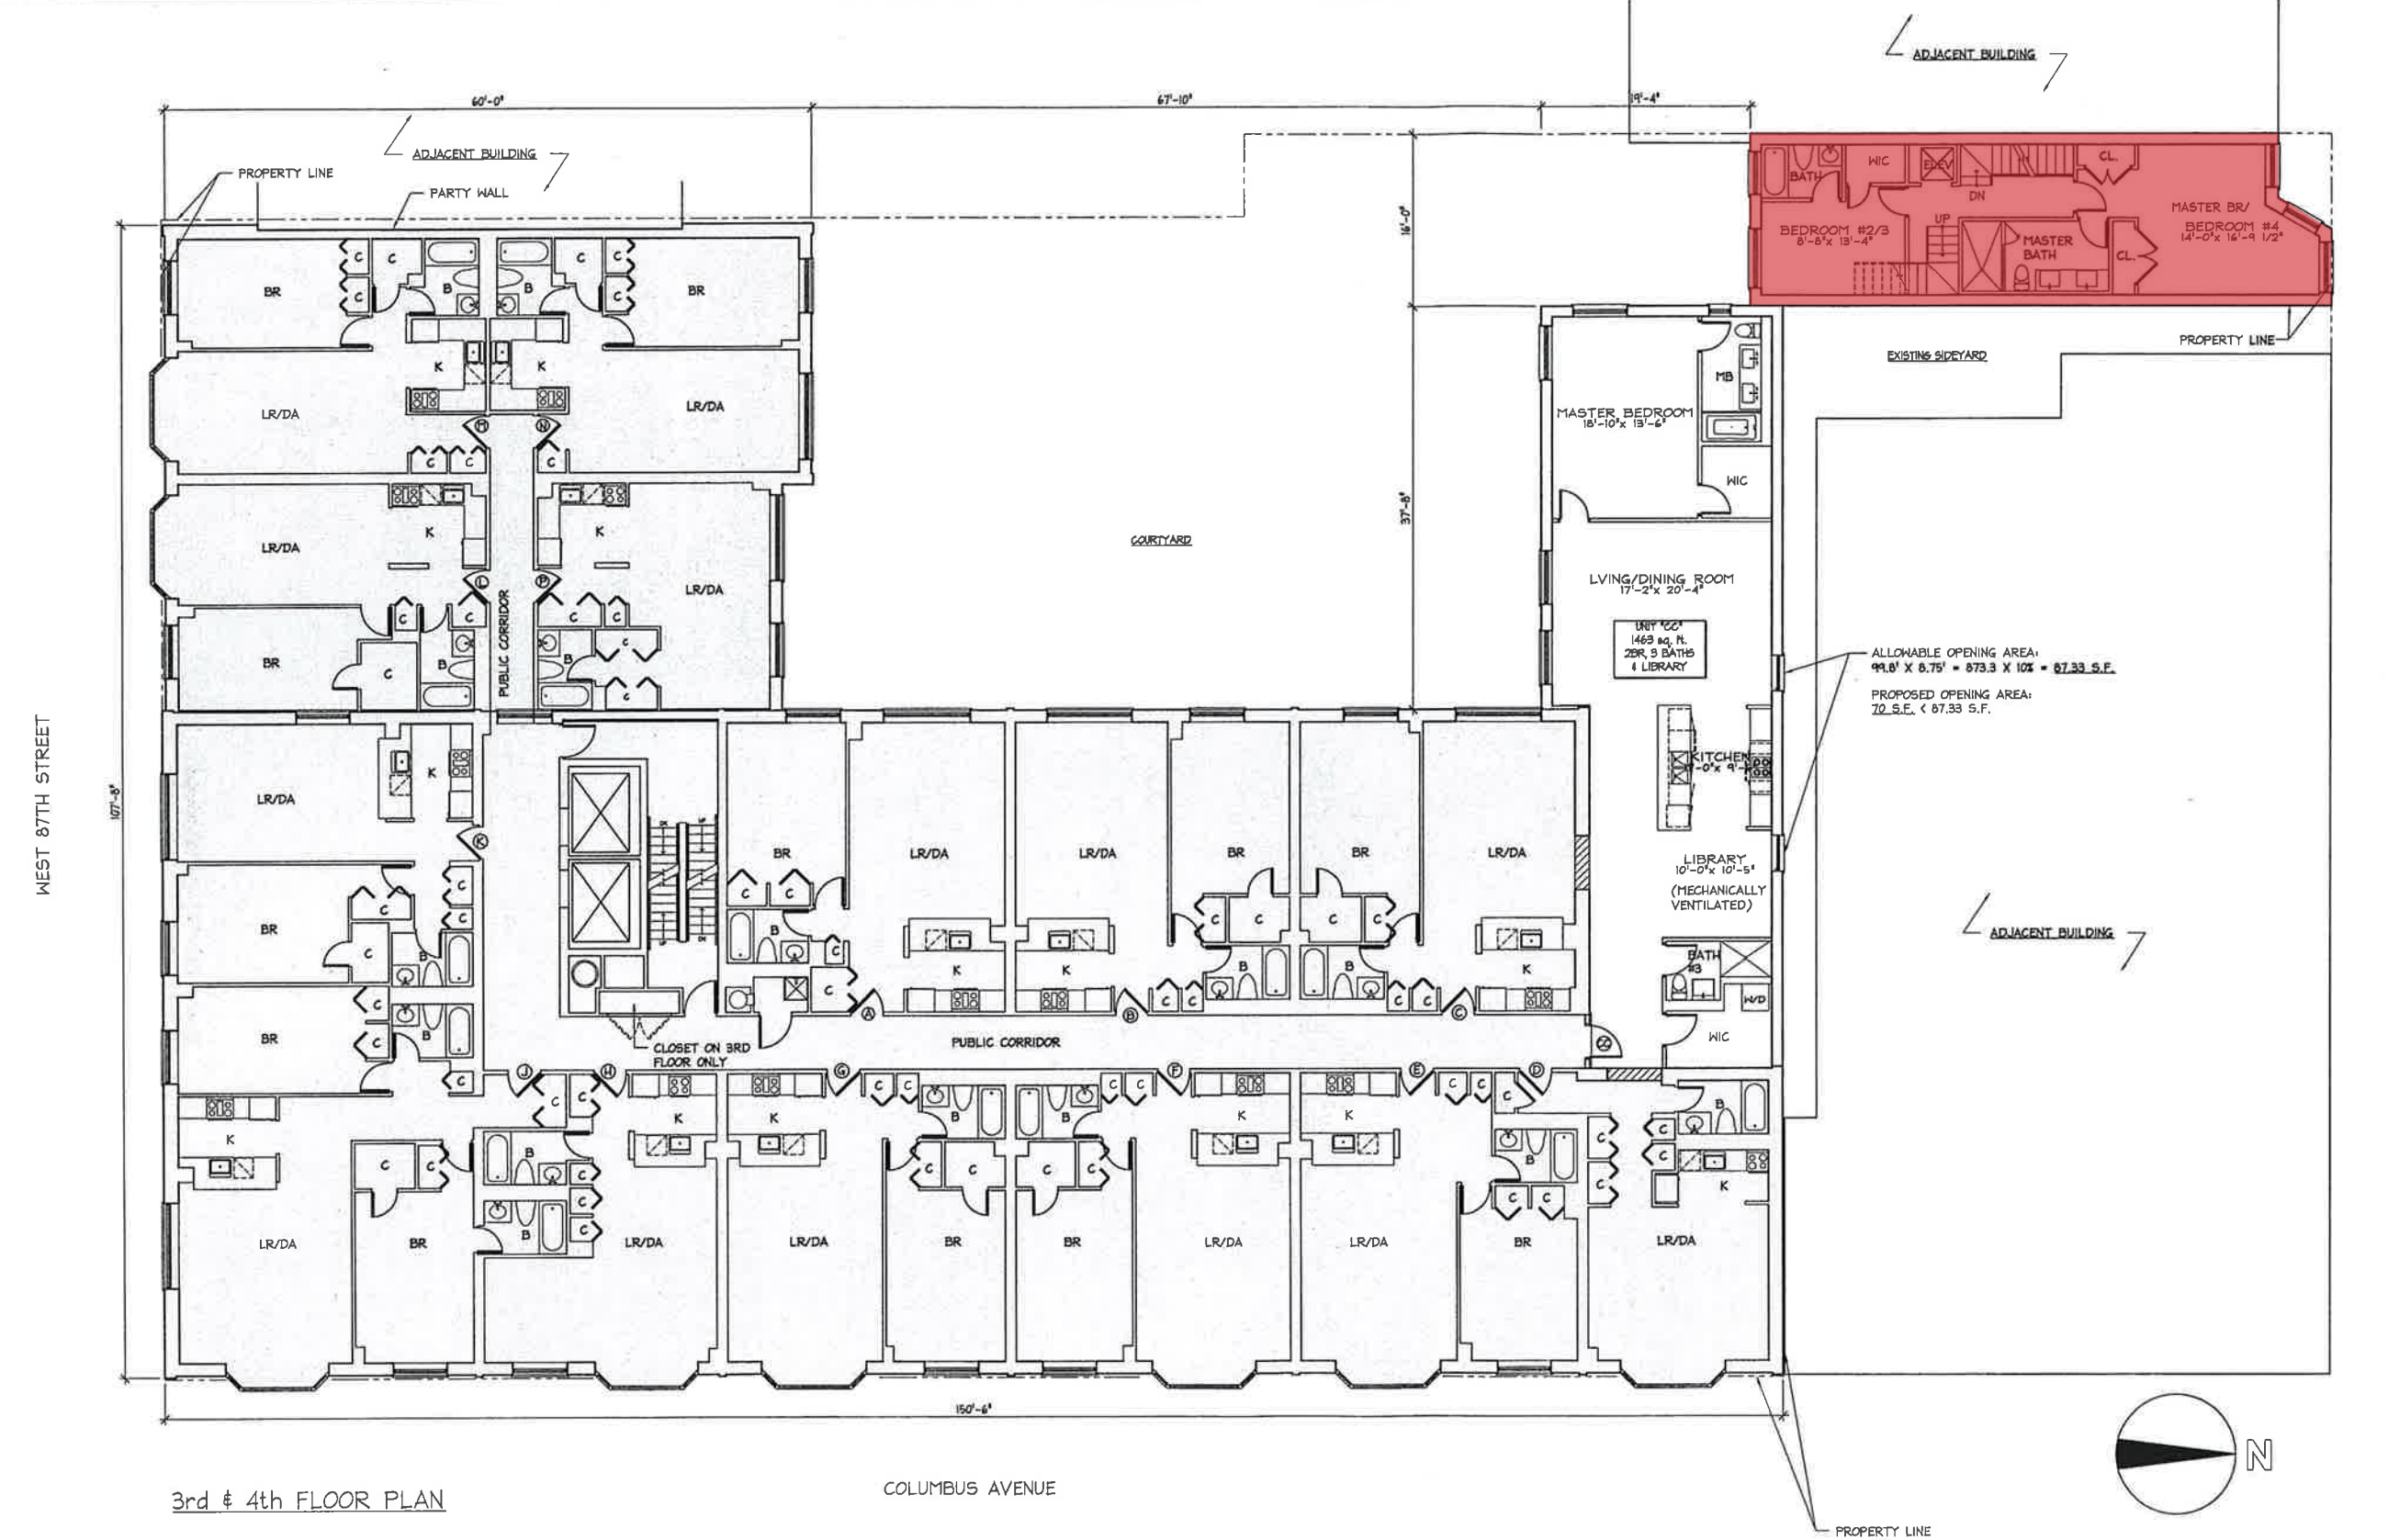 ADJACENT BUILDING
60'-0"
67'-10"
19'-4"
ADJACENT BUILDING
PROPERTY LINE
PARTY WALL
BATH
WIC
ELEV
CL.
DN
UP
BEDROOM #2/3
8'-8"x 13'-4"
MASTER
BATH
CL.
MASTER BR/
BEDROOM #4
14'-0"x 16'-9 1/2"
16'-0"
BR
C
C
C
B
B
C
C
C
BR
PROPERTY LINE
EXISTING SIDEYARD
K
K
LR/DA
LR/DA
M
N
C
C
C
MB
MASTER BEDROOM
18'-10"x 13'-6"
WIC
37'-8"
COURTYARD
LR/DA
K
K
LR/DA
L
P
PUBLIC CORRIDOR
C
C
C
C
C
C
C
B
B
BR
LVING/DINING ROOM
17'-2"x 20'-4"
UNIT "CC"
1463 sq. ft.
2BR, 3 BATHS
& LIBRARY
ALLOWABLE OPENING AREA:
99.8' X 8.75' = 873.3 X 10% = 87.33 S.F.
PROPOSED OPENING AREA:
70 S.F. < 87.33 S.F.
WEST 87TH STREET
107'-8"
LR/DA
K
K
KITCHEN
LIBRARY
10'-0"x 10'-5"
(MECHANICALLY
VENTILATED)
BR
LR/DA
LR/DA
BR
BR
LR/DA
C
C
C
C
C
C
C
C
C
C
BR
C
B
B
C
C
K
K
B
B
K
BATH
#3
W/D
WIC
ADJACENT BUILDING
BR
C
C
B
C
A
B
C
C
C
C
C
CLOSET ON 3RD
FLOOR ONLY
PUBLIC CORRIDOR
J
H
G
F
E
D
C
C
C
C
C
C
C
C
C
K
K
K
K
K
B
B
B
B
C
C
B
C
C
C
C
C
C
C
C
C
C
C
C
C
B
K
LR/DA
BR
LR/DA
LR/DA
BR
BR
LR/DA
LR/DA
BR
LR/DA
150'-6"
N
COLUMBUS AVENUE
3rd & 4th FLOOR PLAN
PROPERTY LINE